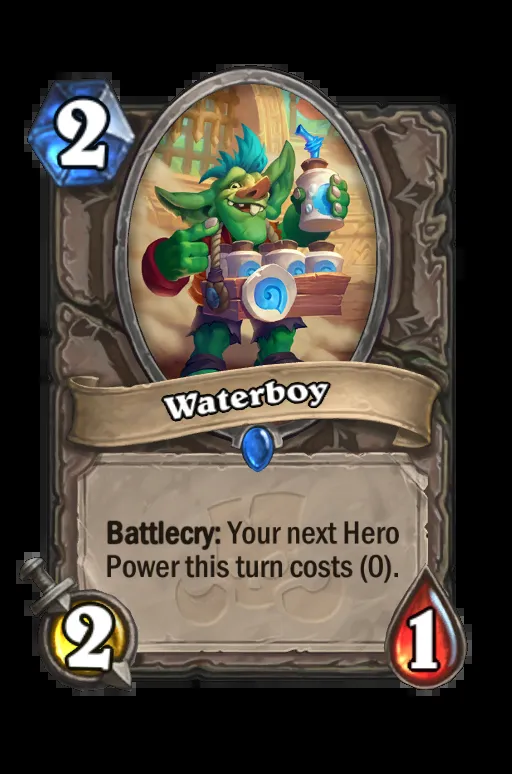 2
Waterboy
Battlecry: Your next Hero
Power this turn costs (0).
2
1